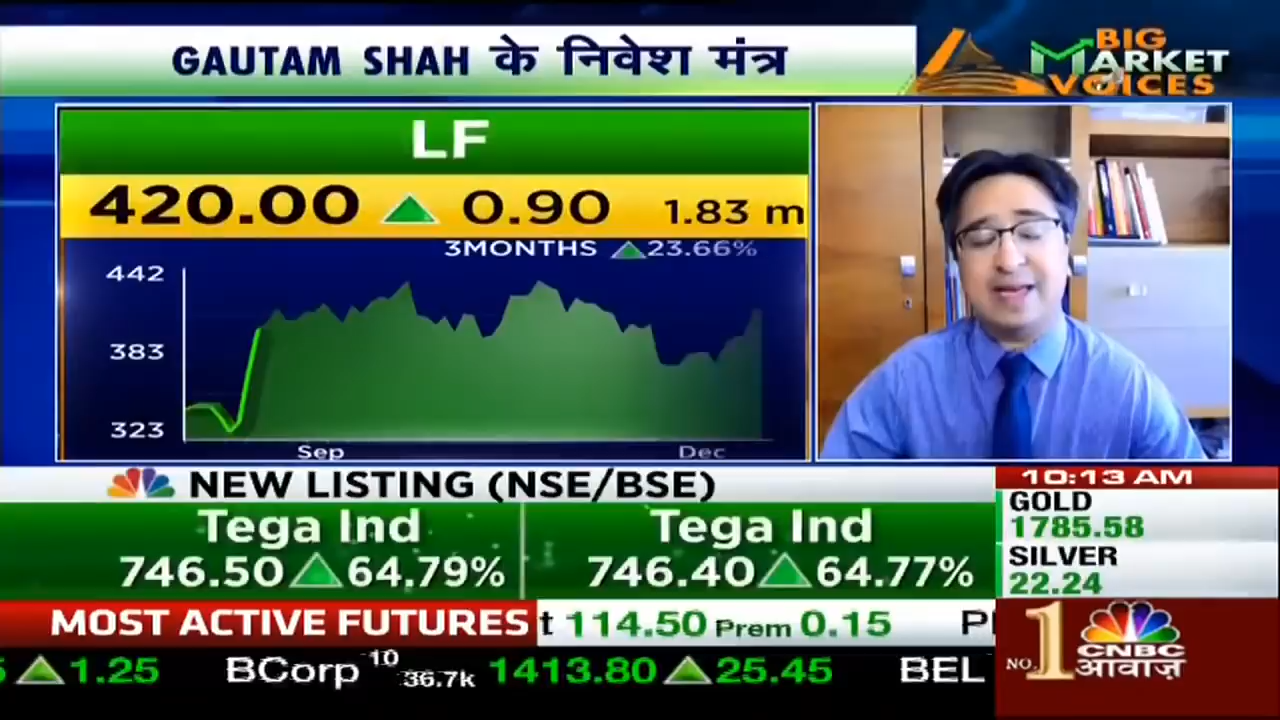 GAUTAM SHAH के निवेश मंत्र
BIG
MARKET
VOICES
LF
420.00 0.90 1.83 m
3MONTHS 23.66%
442
383
323
Sep Dec
NEW LISTING (NSE/BSE)
Tega Ind
746.50 64.79%
Tega Ind
746.40 64.77%
10:13 AM
GOLD
1785.58
SILVER
22.24
MOST ACTIVE FUTURES
t 114.50 Prem 0.15
1.25 BCorp 10 36.7k 1413.80 25.45 BEL
NO.1
CNBC
आवाज़